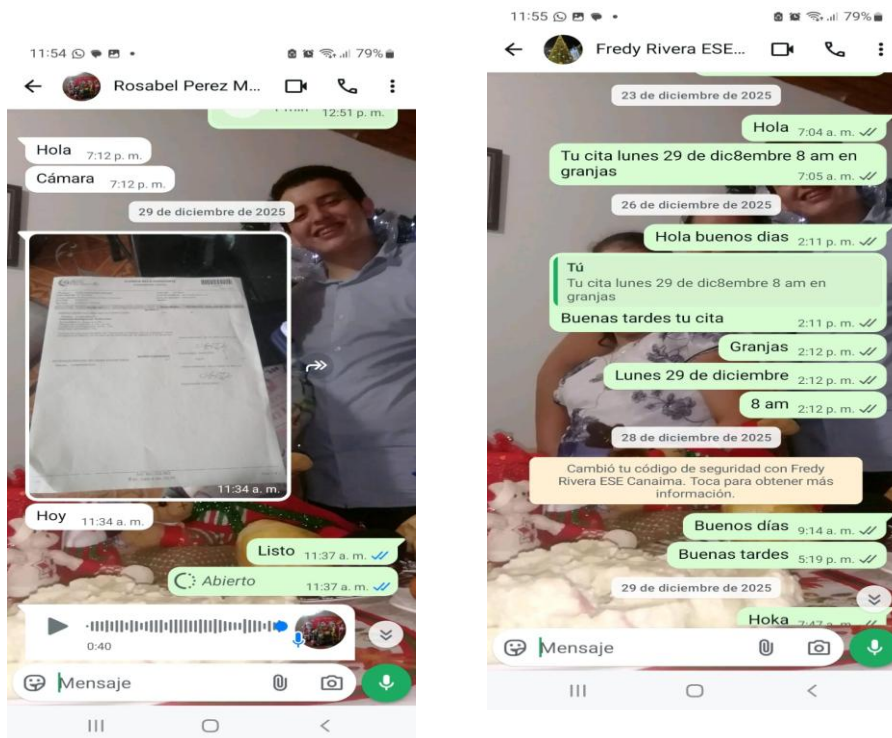 11:54
79%
Rosabel Perez M...
1 min 12:51 p. m.
Hola 7:12 p. m.
Cámara 7:12 p. m.
29 de diciembre de 2025
11:34 a. m.
Hoy 11:34 a. m.
Listo 11:37 a. m.
Abierto 11:37 a. m.
0:40
Mensaje
11:55
79%
Fredy Rivera ESE...
23 de diciembre de 2025
Hola 7:04 a. m.
Tu cita lunes 29 de dic8embre 8 am en
granjas
7:05 a. m.
26 de diciembre de 2025
Hola buenos dias 2:11 p. m.
Tú
Tu cita lunes 29 de dic8embre 8 am en
granjas
Buenas tardes tu cita 2:11 p. m.
Granjas 2:12 p. m.
Lunes 29 de diciembre 2:12 p. m.
8 am 2:12 p. m.
28 de diciembre de 2025
Cambió tu código de seguridad con Fredy
Rivera ESE Canaima. Toca para obtener más
información.
Buenos días 9:14 a. m.
Buenas tardes 5:19 p. m.
29 de diciembre de 2025
Hoka 7:47 a. m.
Mensaje